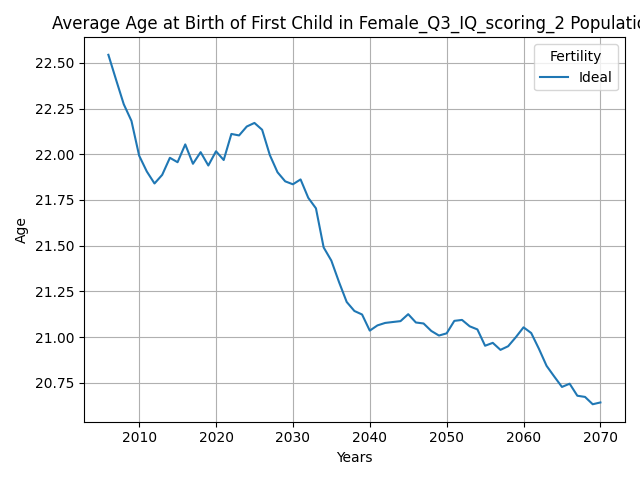 Average Age at Birth of First Child in Female_Q3_IQ_scoring_2 Populatio
Fertility
Ideal
22.50
22.25
22.00
21.75
21.50
21.25
21.00
20.75
Age
2010 2020 2030 2040 2050 2060 2070
Years